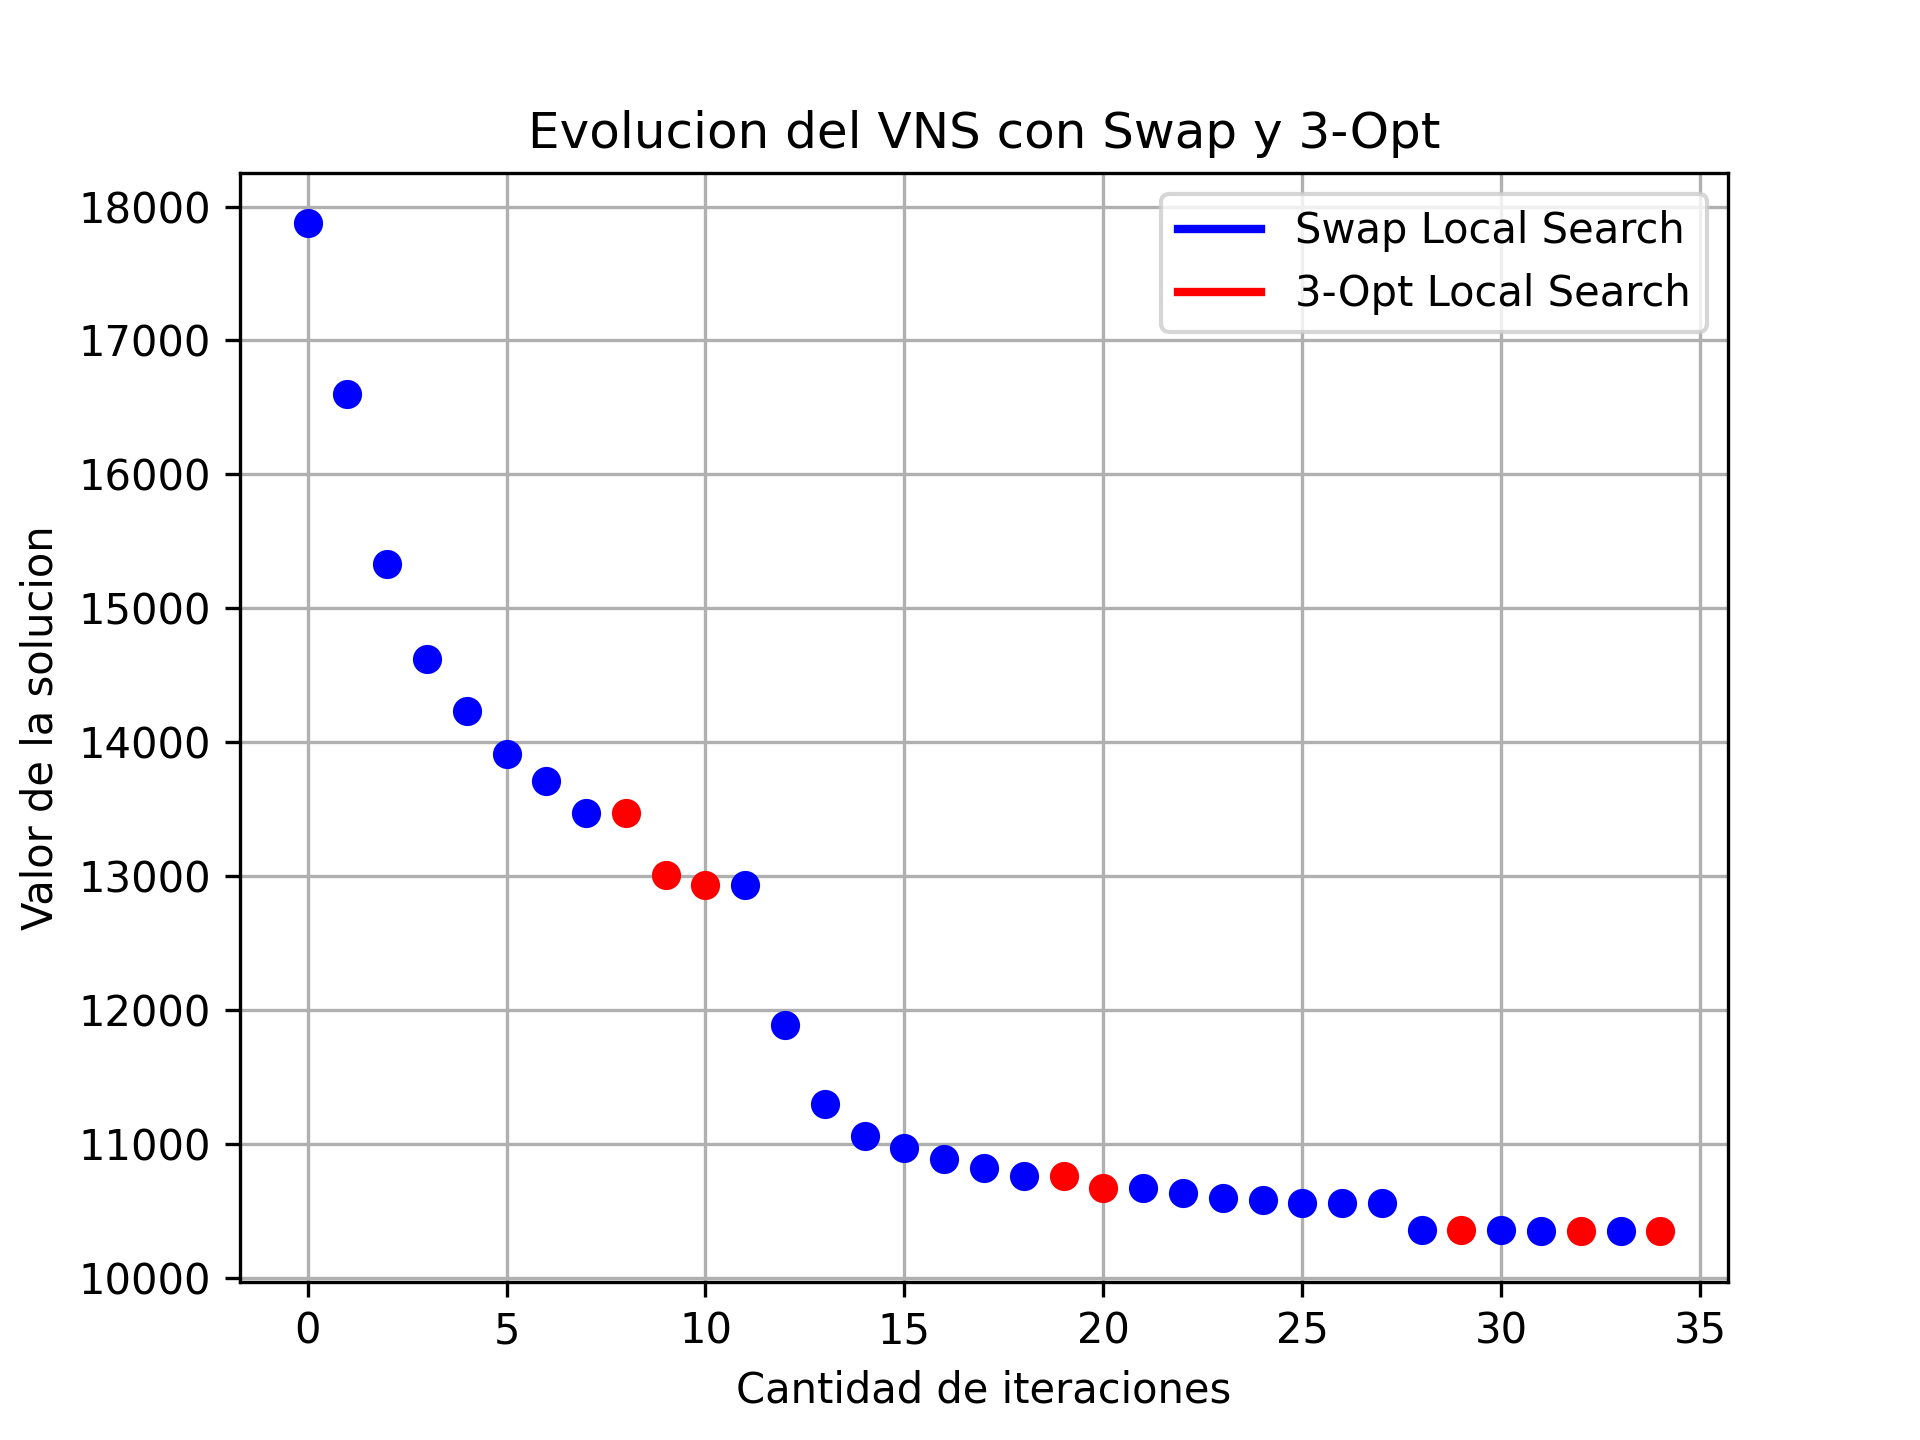 Evolucion del VNS con Swap y 3-Opt
Swap Local Search
3-Opt Local Search
Valor de la solucion
18000
17000
16000
15000
14000
13000
12000
11000
10000
0 5 10 15 20 25 30 35
Cantidad de iteraciones